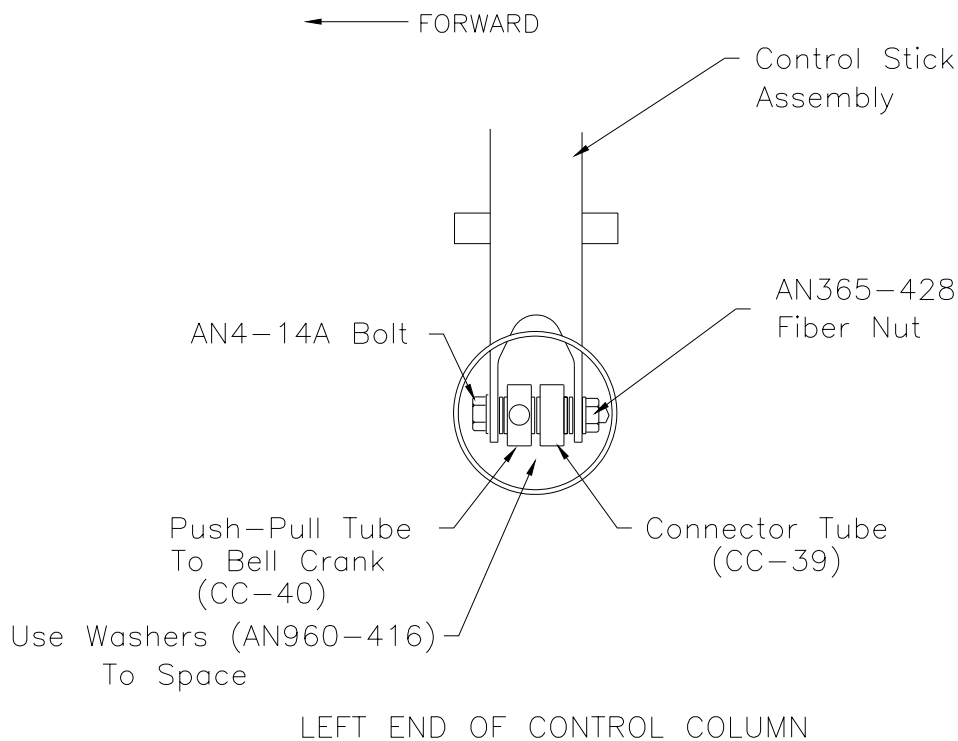 FORWARD
Control Stick
Assembly
AN365-428
Fiber Nut
AN4-14A Bolt
Push-Pull Tube
To Bell Crank
(CC-40)
Connector Tube
(CC-39)
Use Washers (AN960-416)
To Space
LEFT END OF CONTROL COLUMN